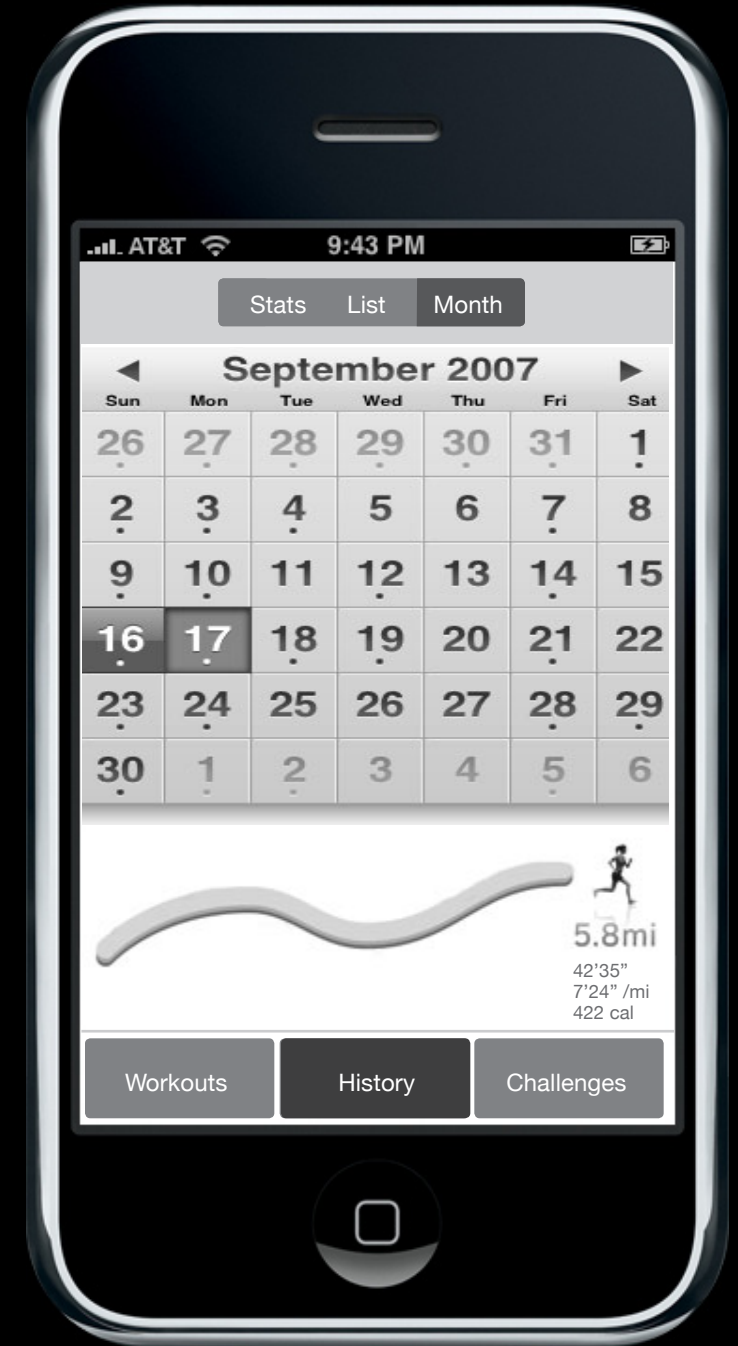 AT&T 9:43 PM
Stats List Month
◀ September 2007 ▶
Sun Mon Tue Wed Thu Fri Sat
26 27 28 29 30 31 1
2 3 4 5 6 7 8
9 10 11 12 13 14 15
16 17 18 19 20 21 22
23 24 25 26 27 28 29
30 1 2 3 4 5 6
5.8mi
42’35”
7’24” /mi
422 cal
Workouts History Challenges